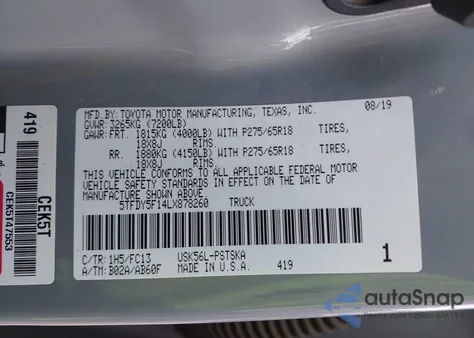 MFD.BY:TOYOTA MOTOR MANUFACTURING, TEXAS, INC. 08/19
GVWR:3265KG (7200LB)
GAWR:FRT. 1815KG (4000LB) WITH P275/65R18 TIRES,
18X8J RIMS.
RR. 1880KG (4150LB) WITH P275/65R18 TIRES,
18X8J RIMS.
THIS VEHICLE CONFORMS TO ALL APPLICABLE FEDERAL MOTOR
VEHICLE SAFETY STANDARDS IN EFFECT ON THE DATE OF
MANUFACTURE SHOWN ABOVE.
5TFDY5F14LX878260 TRUCK
C/TR: 1H5/FC13 USK56L-PSTSKA 1
A/TM: B02A/AB60F MADE IN U.S.A. 419
419
CEK5T
CEK5T47553
autoSnap